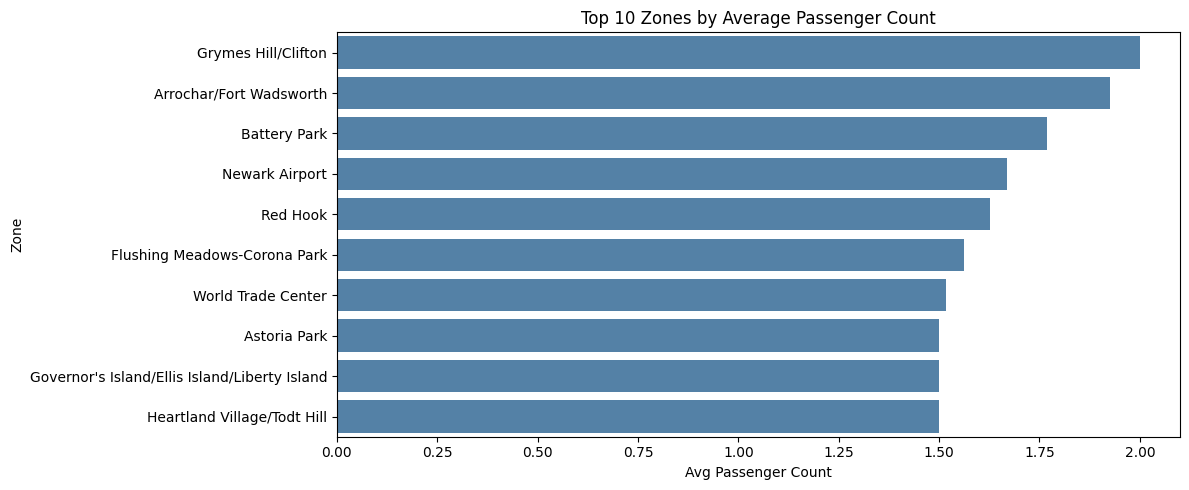 Top 10 Zones by Average Passenger Count
Zone
Grymes Hill/Clifton
Arrochar/Fort Wadsworth
Battery Park
Newark Airport
Red Hook
Flushing Meadows-Corona Park
World Trade Center
Astoria Park
Governor's Island/Ellis Island/Liberty Island
Heartland Village/Todt Hill
0.00 0.25 0.50 0.75 1.00 1.25 1.50 1.75 2.00
Avg Passenger Count